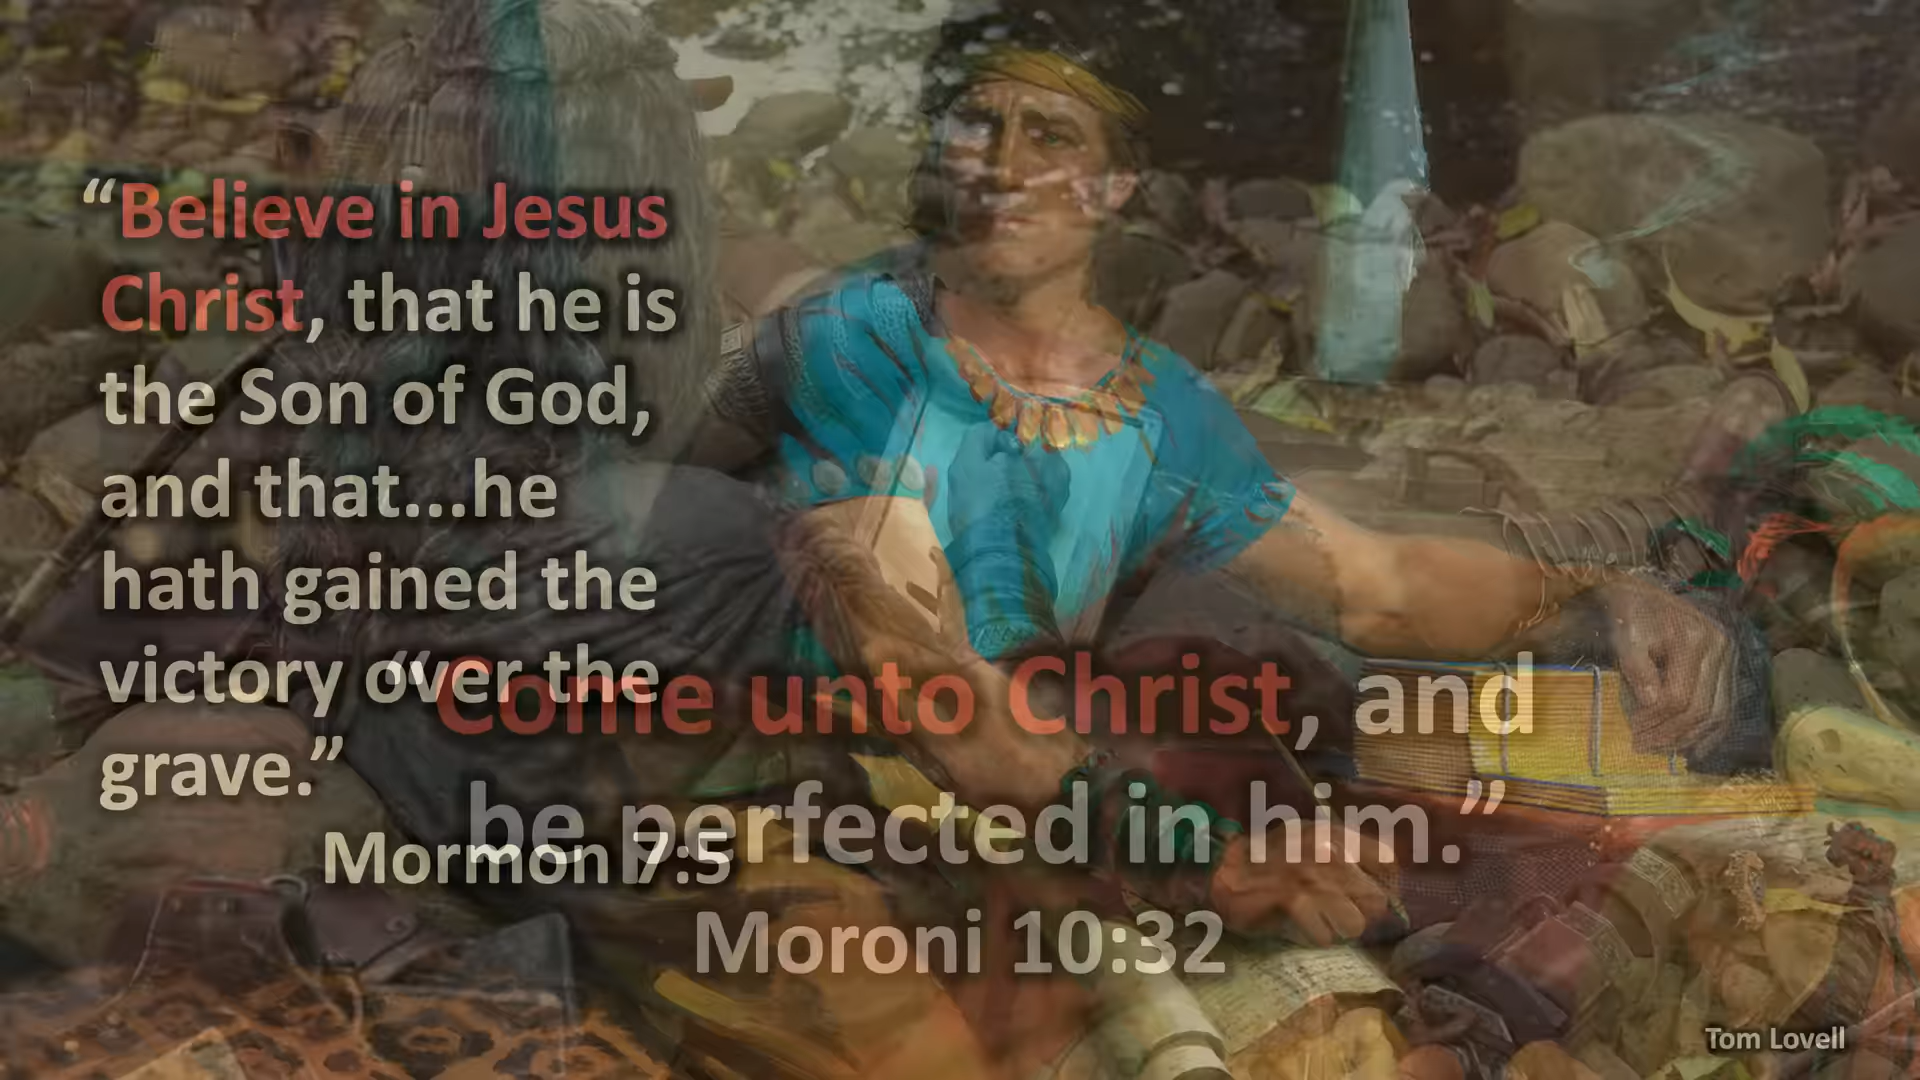 “Believe in Jesus
Christ, that he is
the Son of God,
and that...he
hath gained the
victory over the
grave.”
Mormon 7:5
“Come unto Christ, and
be perfected in him.”
Moroni 10:32
Tom Lovell